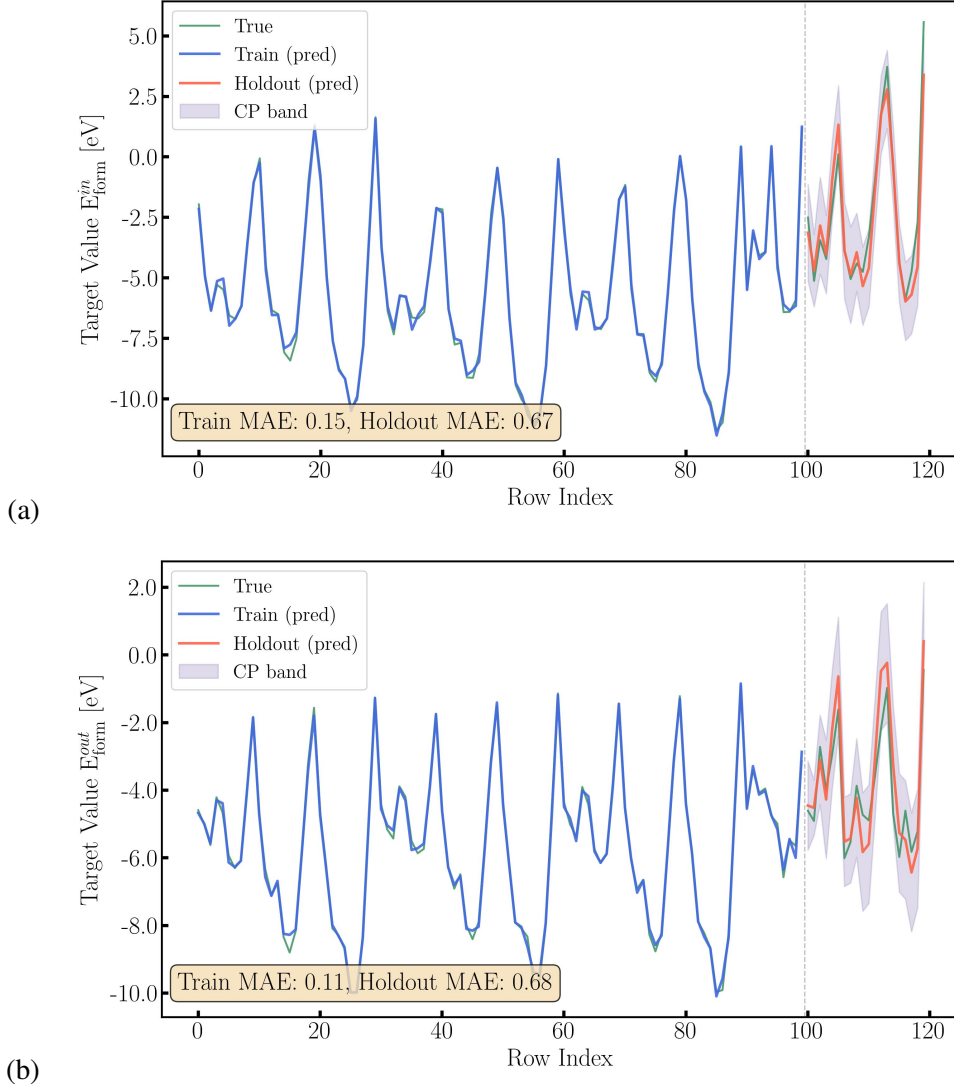 True
Train (pred)
Holdout (pred)
CP band
Target Value E^{in}_{form} [eV]
5.0
2.5
0.0
-2.5
-5.0
-7.5
-10.0
Train MAE: 0.15, Holdout MAE: 0.67
0 20 40 60 80 100 120
Row Index
(a)
True
Train (pred)
Holdout (pred)
CP band
Target Value E^{out}_{form} [eV]
2.0
0.0
-2.0
-4.0
-6.0
-8.0
-10.0
Train MAE: 0.11, Holdout MAE: 0.68
0 20 40 60 80 100 120
Row Index
(b)